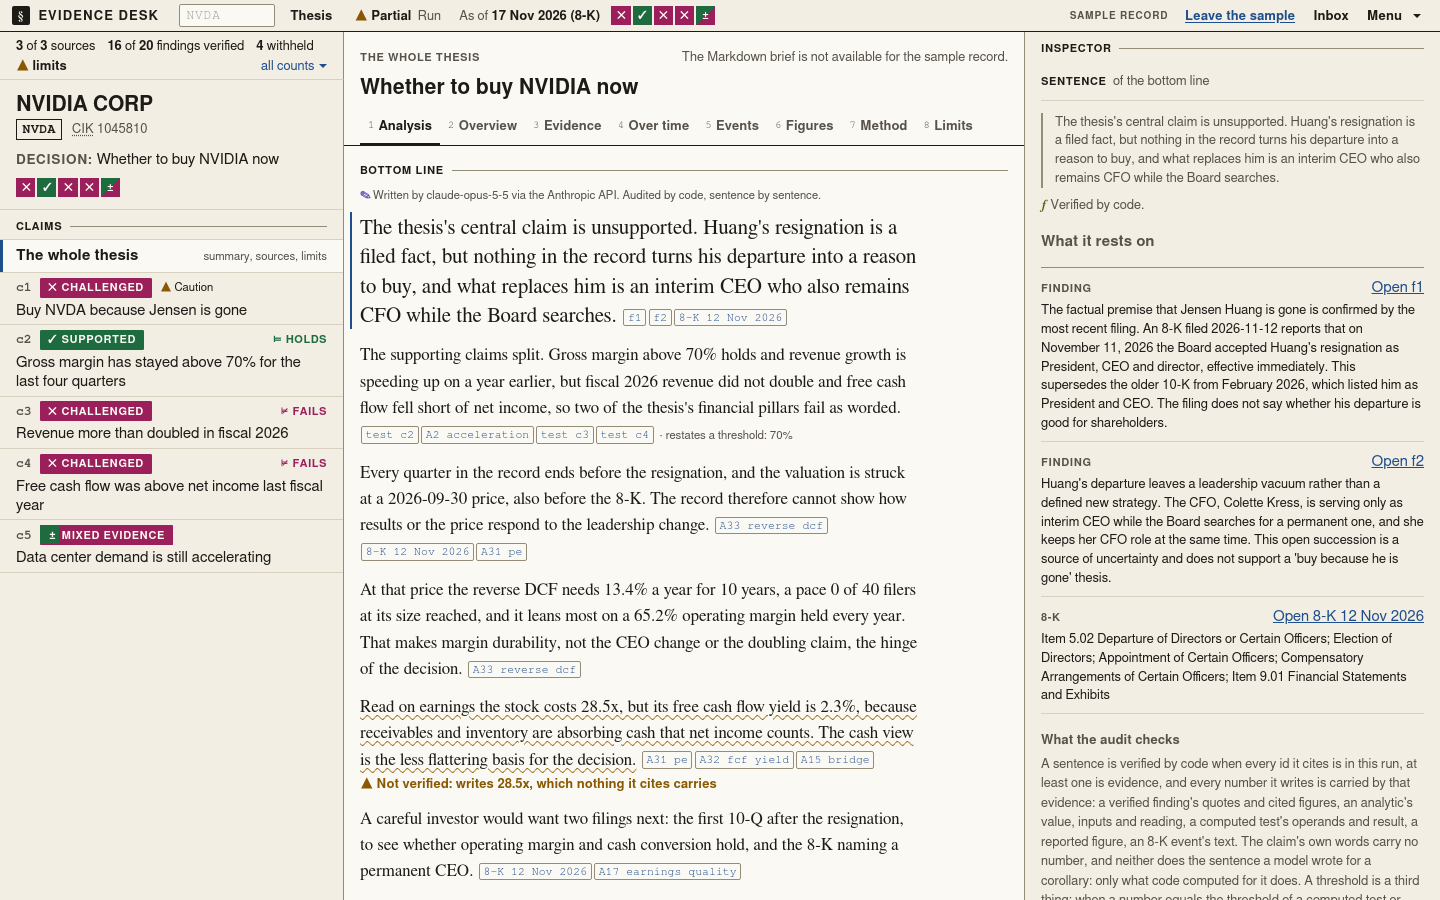 § EVIDENCE DESK NVDA Thesis ▲ Partial Run As of 17 Nov 2026 (8-K) ✕ ✓ ✕ ✕ ± SAMPLE RECORD Leave the sample Inbox Menu
3 of 3 sources 16 of 20 findings verified 4 withheld
▲ limits all counts
NVIDIA CORP
NVDA CIK 1045810
DECISION: Whether to buy NVIDIA now
✕ ✓ ✕ ✕ ±
CLAIMS
The whole thesis summary, sources, limits
c1 ✕ CHALLENGED ▲ Caution
Buy NVDA because Jensen is gone
c2 ✓ SUPPORTED ⊨ HOLDS
Gross margin has stayed above 70% for the
last four quarters
c3 ✕ CHALLENGED ⊭ FAILS
Revenue more than doubled in fiscal 2026
c4 ✕ CHALLENGED ⊭ FAILS
Free cash flow was above net income last fiscal
year
c5 ± MIXED EVIDENCE
Data center demand is still accelerating
THE WHOLE THESIS The Markdown brief is not available for the sample record.
Whether to buy NVIDIA now
1 Analysis 2 Overview 3 Evidence 4 Over time 5 Events 6 Figures 7 Method 8 Limits
BOTTOM LINE
✎ Written by claude-opus-5-5 via the Anthropic API. Audited by code, sentence by sentence.
The thesis's central claim is unsupported. Huang's resignation is a
filed fact, but nothing in the record turns his departure into a reason
to buy, and what replaces him is an interim CEO who also remains
CFO while the Board searches. f1 f2 8-K 12 Nov 2026
The supporting claims split. Gross margin above 70% holds and revenue growth is
speeding up on a year earlier, but fiscal 2026 revenue did not double and free cash
flow fell short of net income, so two of the thesis's financial pillars fail as worded.
test c2 A2 acceleration test c3 test c4 · restates a threshold: 70%
Every quarter in the record ends before the resignation, and the valuation is struck
at a 2026-09-30 price, also before the 8-K. The record therefore cannot show how
results or the price respond to the leadership change. A33 reverse dcf
8-K 12 Nov 2026 A31 pe
At that price the reverse DCF needs 13.4% a year for 10 years, a pace 0 of 40 filers
at its size reached, and it leans most on a 65.2% operating margin held every year.
That makes margin durability, not the CEO change or the doubling claim, the hinge
of the decision. A33 reverse dcf
Read on earnings the stock costs 28.5x, but its free cash flow yield is 2.3%, because
receivables and inventory are absorbing cash that net income counts. The cash view
is the less flattering basis for the decision. A31 pe A32 fcf yield A15 bridge
▲ Not verified: writes 28.5x, which nothing it cites carries
A careful investor would want two filings next: the first 10-Q after the resignation,
to see whether operating margin and cash conversion hold, and the 8-K naming a
permanent CEO. 8-K 12 Nov 2026 A17 earnings quality
INSPECTOR
SENTENCE of the bottom line
The thesis's central claim is unsupported. Huang's resignation is
a filed fact, but nothing in the record turns his departure into a
reason to buy, and what replaces him is an interim CEO who also
remains CFO while the Board searches.
ƒ Verified by code.
What it rests on
FINDING Open f1
The factual premise that Jensen Huang is gone is confirmed by the
most recent filing. An 8-K filed 2026-11-12 reports that on
November 11, 2026 the Board accepted Huang's resignation as
President, CEO and director, effective immediately. This
supersedes the older 10-K from February 2026, which listed him as
President and CEO. The filing does not say whether his departure is
good for shareholders.
FINDING Open f2
Huang's departure leaves a leadership vacuum rather than a
defined new strategy. The CFO, Colette Kress, is serving only as
interim CEO while the Board searches for a permanent one, and she
keeps her CFO role at the same time. This open succession is a
source of uncertainty and does not support a 'buy because he is
gone' thesis.
8-K Open 8-K 12 Nov 2026
Item 5.02 Departure of Directors or Certain Officers; Election of
Directors; Appointment of Certain Officers; Compensatory
Arrangements of Certain Officers; Item 9.01 Financial Statements
and Exhibits
What the audit checks
A sentence is verified by code when every id it cites is in this run, at
least one is evidence, and every number it writes is carried by that
evidence: a verified finding's quotes and cited figures, an analytic's
value, inputs and reading, a computed test's operands and result, a
reported figure, an 8-K event's text. The claim's own words carry no
number, and neither does the sentence a model wrote for a
corollary: only what code computed for it does. A threshold is a third
thing: when a number equals the threshold of a computed test or